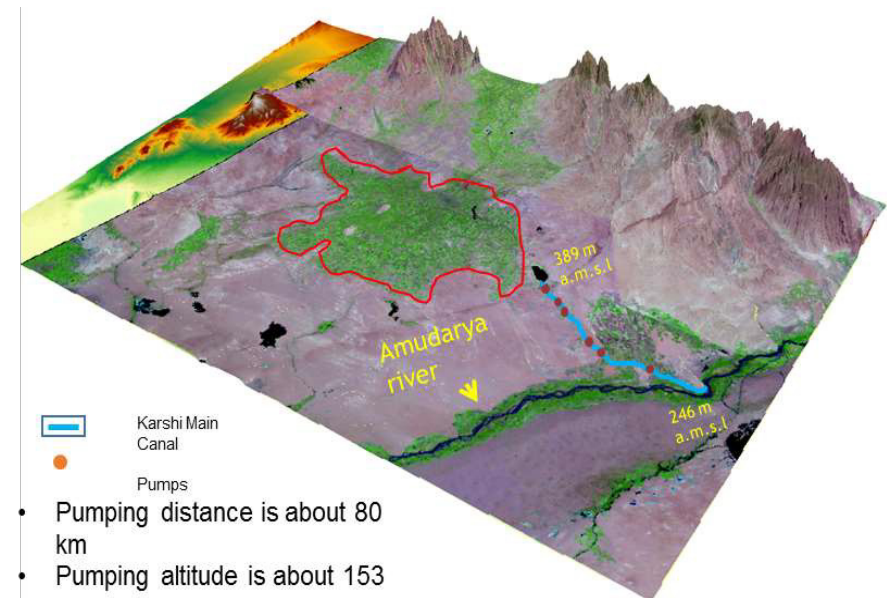 389 m
a.m.s.l
Amudarya
river
246 m
a.m.s.l
Karshi Main
Canal
Pumps
• Pumping distance is about 80
km
• Pumping altitude is about 153